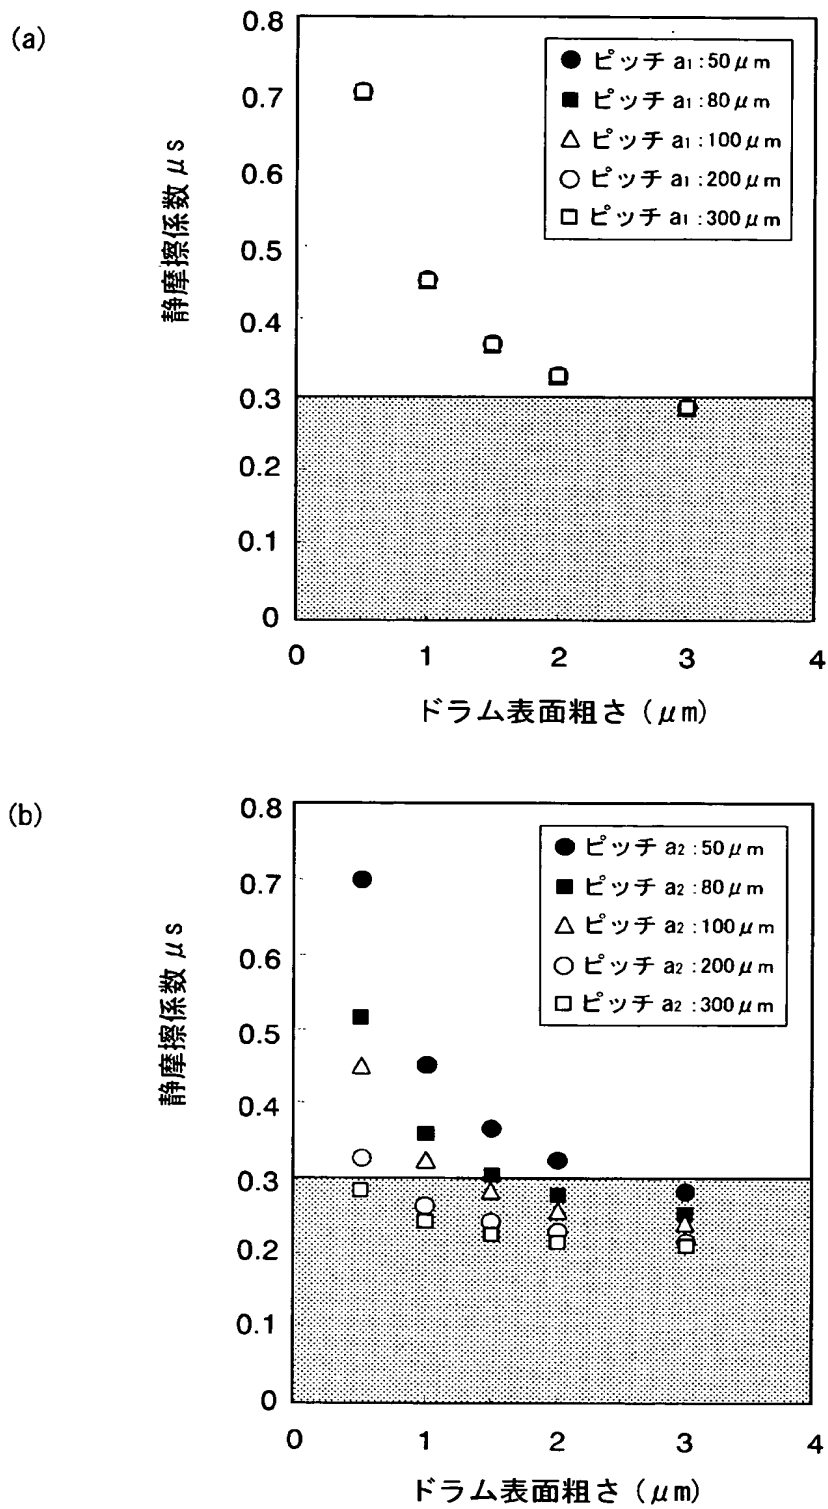 (a)
0.8
0.7
0.6
0.5
0.4
0.3
0.2
0.1
0
静摩擦係数 μs
● ピッチ a1 : 50 μm
■ ピッチ a1 : 80 μm
△ ピッチ a1 : 100 μm
○ ピッチ a1 : 200 μm
□ ピッチ a1 : 300 μm
0 1 2 3 4
ドラム表面粗さ (μm)
(b)
0.8
0.7
0.6
0.5
0.4
0.3
0.2
0.1
0
静摩擦係数 μs
● ピッチ a2 : 50 μm
■ ピッチ a2 : 80 μm
△ ピッチ a2 : 100 μm
○ ピッチ a2 : 200 μm
□ ピッチ a2 : 300 μm
0 1 2 3 4
ドラム表面粗さ (μm)